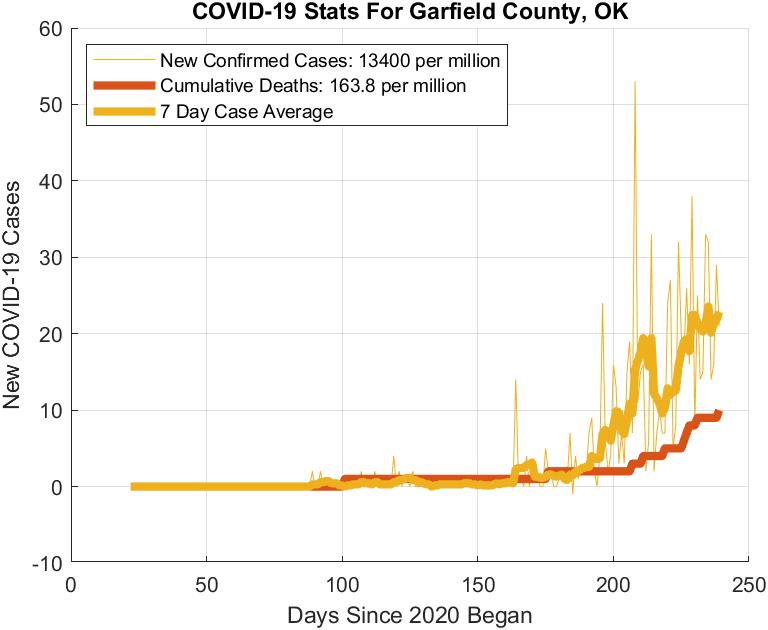 COVID-19 Stats For Garfield County, OK
New Confirmed Cases: 13400 per million
Cumulative Deaths: 163.8 per million
7 Day Case Average
New COVID-19 Cases
60
50
40
30
20
10
0
-10
0 50 100 150 200 250
Days Since 2020 Began